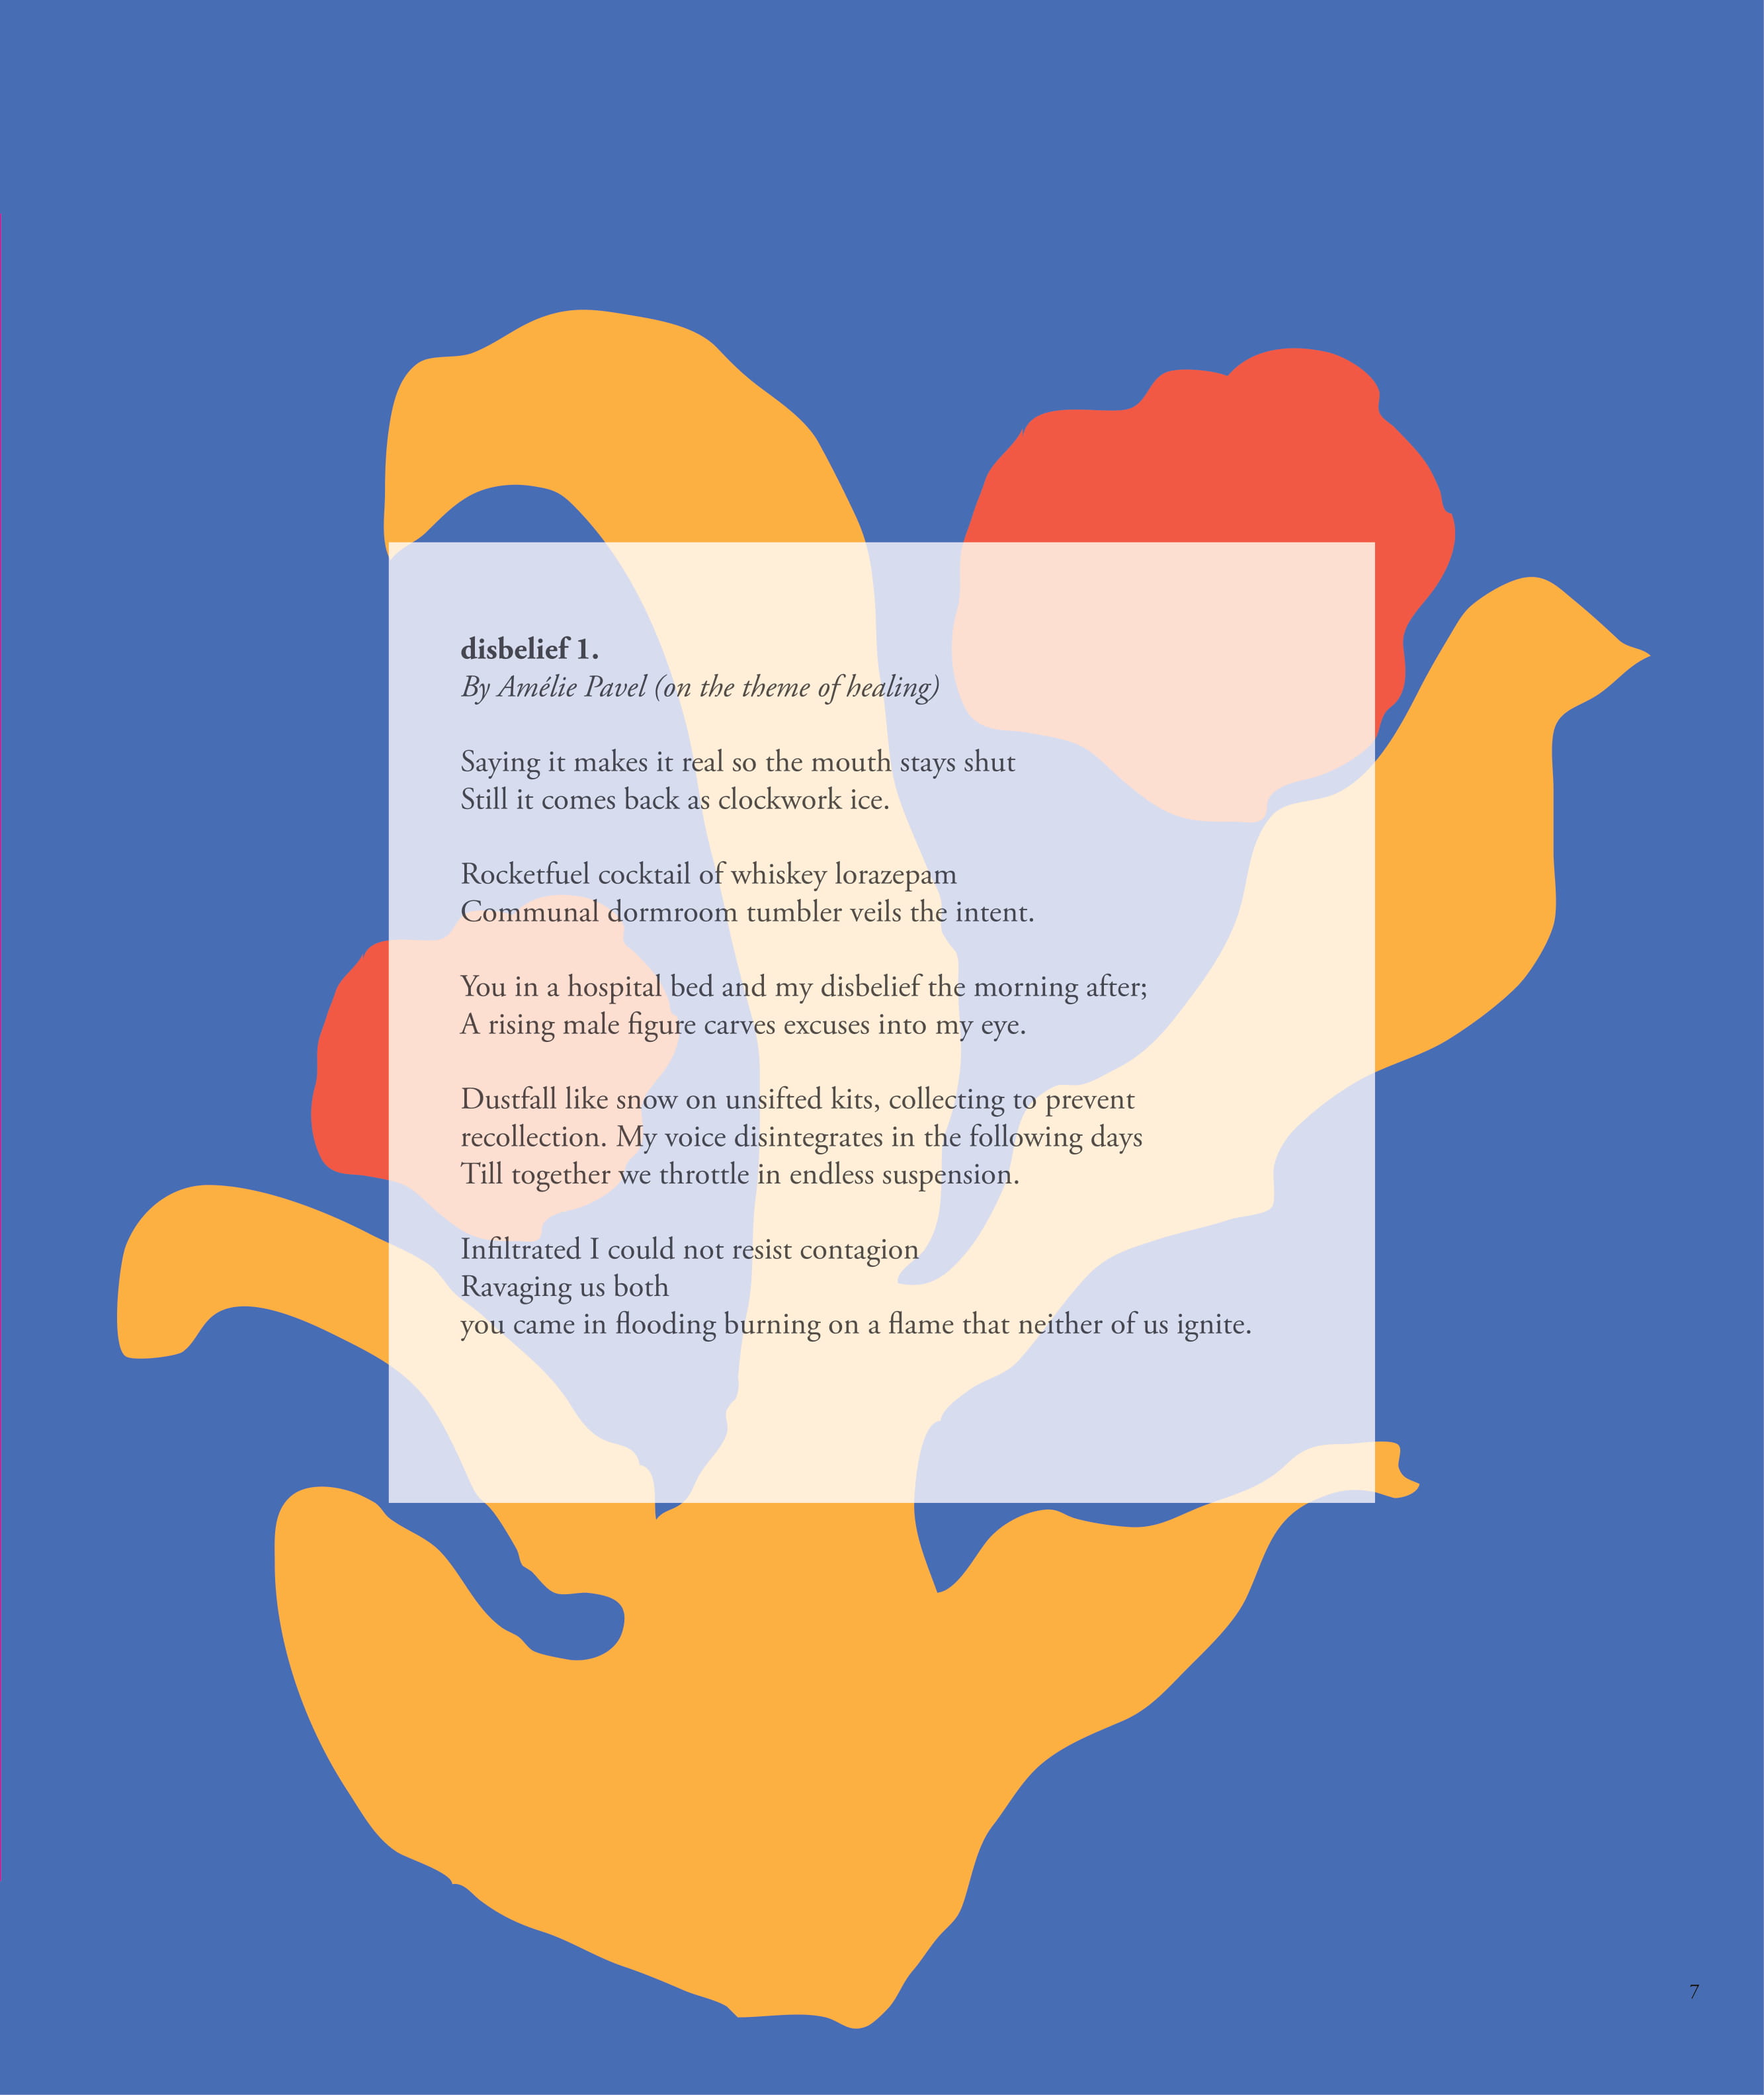 disbelief 1.
By Amélie Pavel (on the theme of healing)
Saying it makes it real so the mouth stays shut
Still it comes back as clockwork ice.
Rocketfuel cocktail of whiskey lorazepam
Communal dormroom tumbler veils the intent.
You in a hospital bed and my disbelief the morning after;
A rising male figure carves excuses into my eye.
Dustfall like snow on unsifted kits, collecting to prevent
recollection. My voice disintegrates in the following days
Till together we throttle in endless suspension.
Infiltrated I could not resist contagion
Ravaging us both
you came in flooding burning on a flame that neither of us ignite.
7